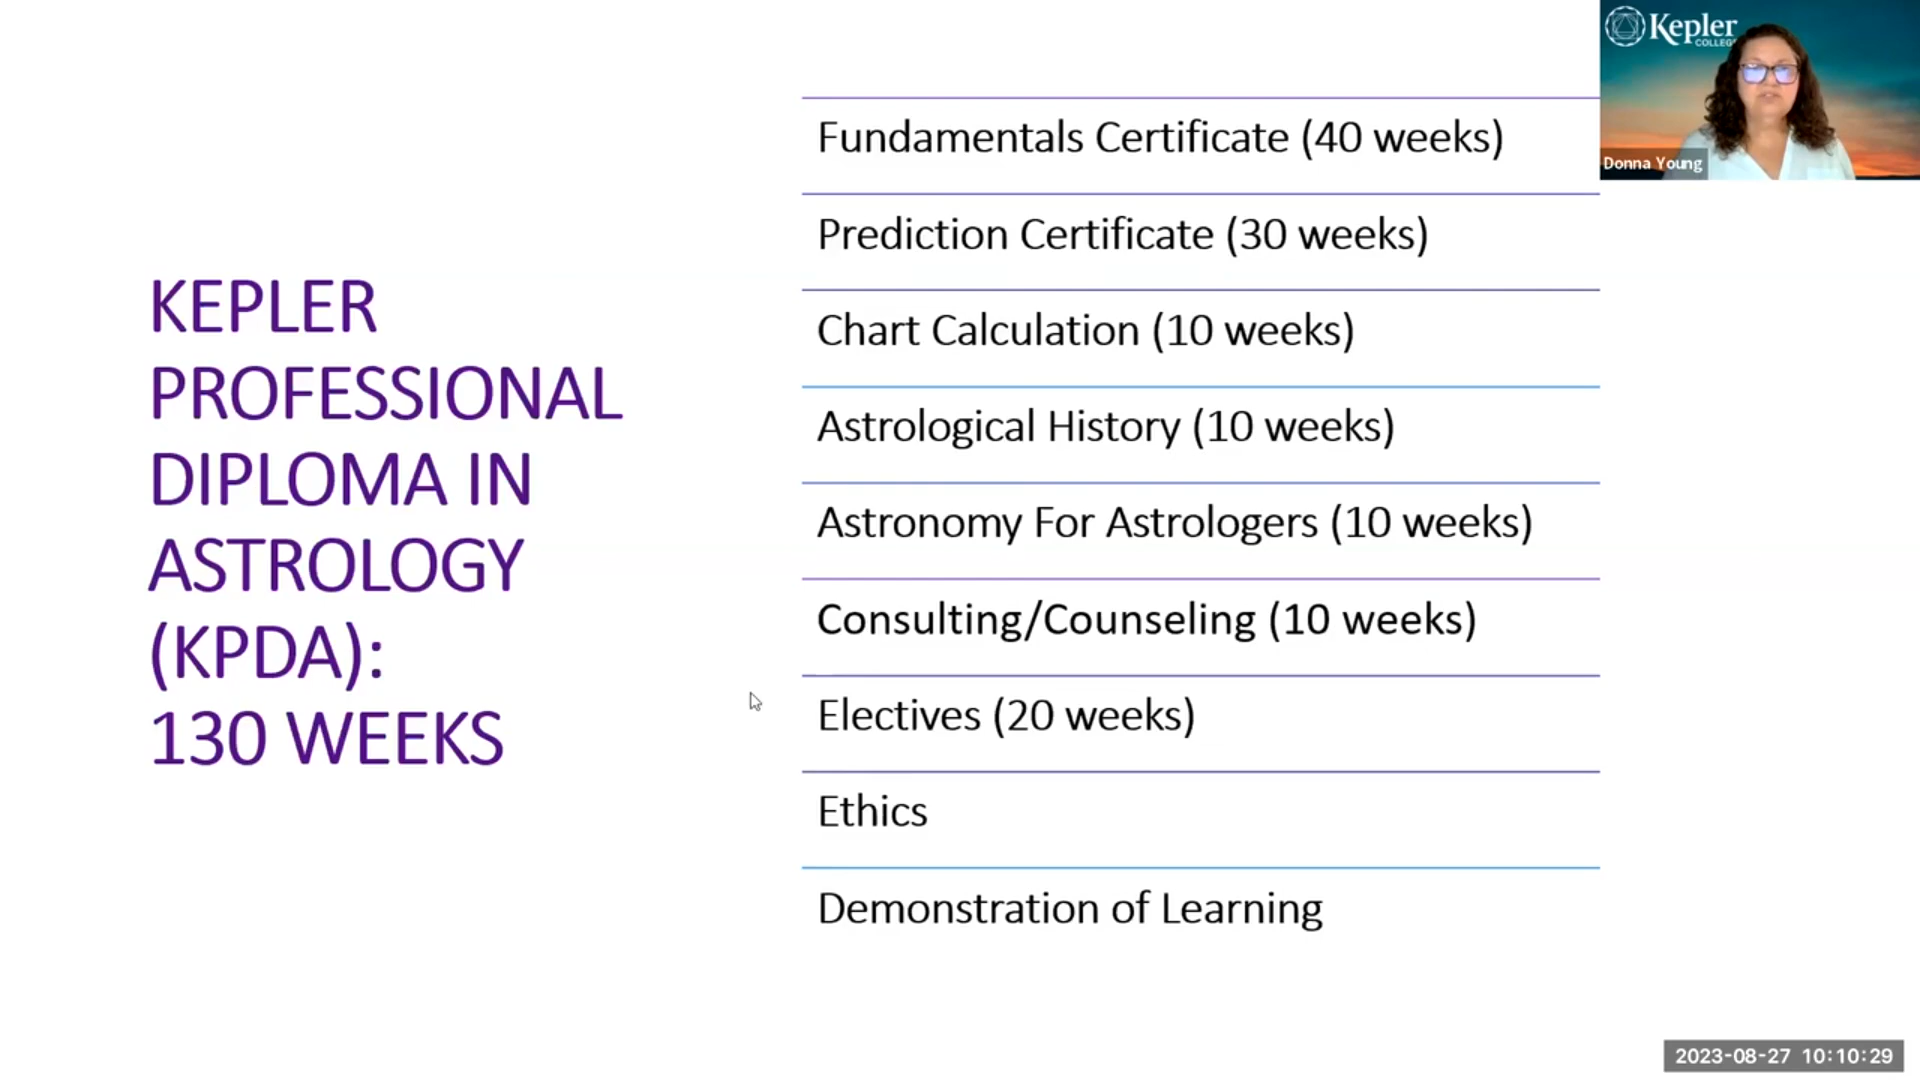 KEPLER
PROFESSIONAL
DIPLOMA IN
ASTROLOGY
(KPDA):
130 WEEKS
Fundamentals Certificate (40 weeks)
Prediction Certificate (30 weeks)
Chart Calculation (10 weeks)
Astrological History (10 weeks)
Astronomy For Astrologers (10 weeks)
Consulting/Counseling (10 weeks)
Electives (20 weeks)
Ethics
Demonstration of Learning
Kepler
COLLEGE
Donna Young
2023-08-27 10:10:29